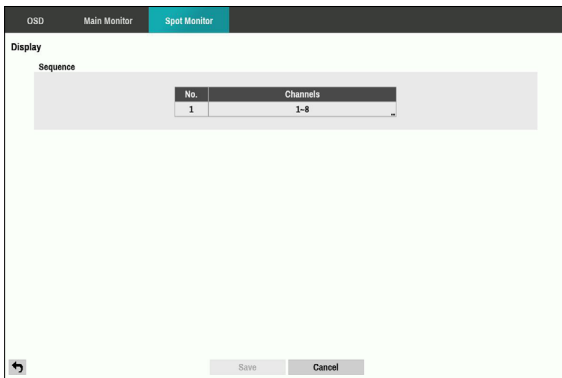 OSD Main Monitor Spot Monitor
Display
Sequence
No. Channels
1 1~8 ..
Save Cancel